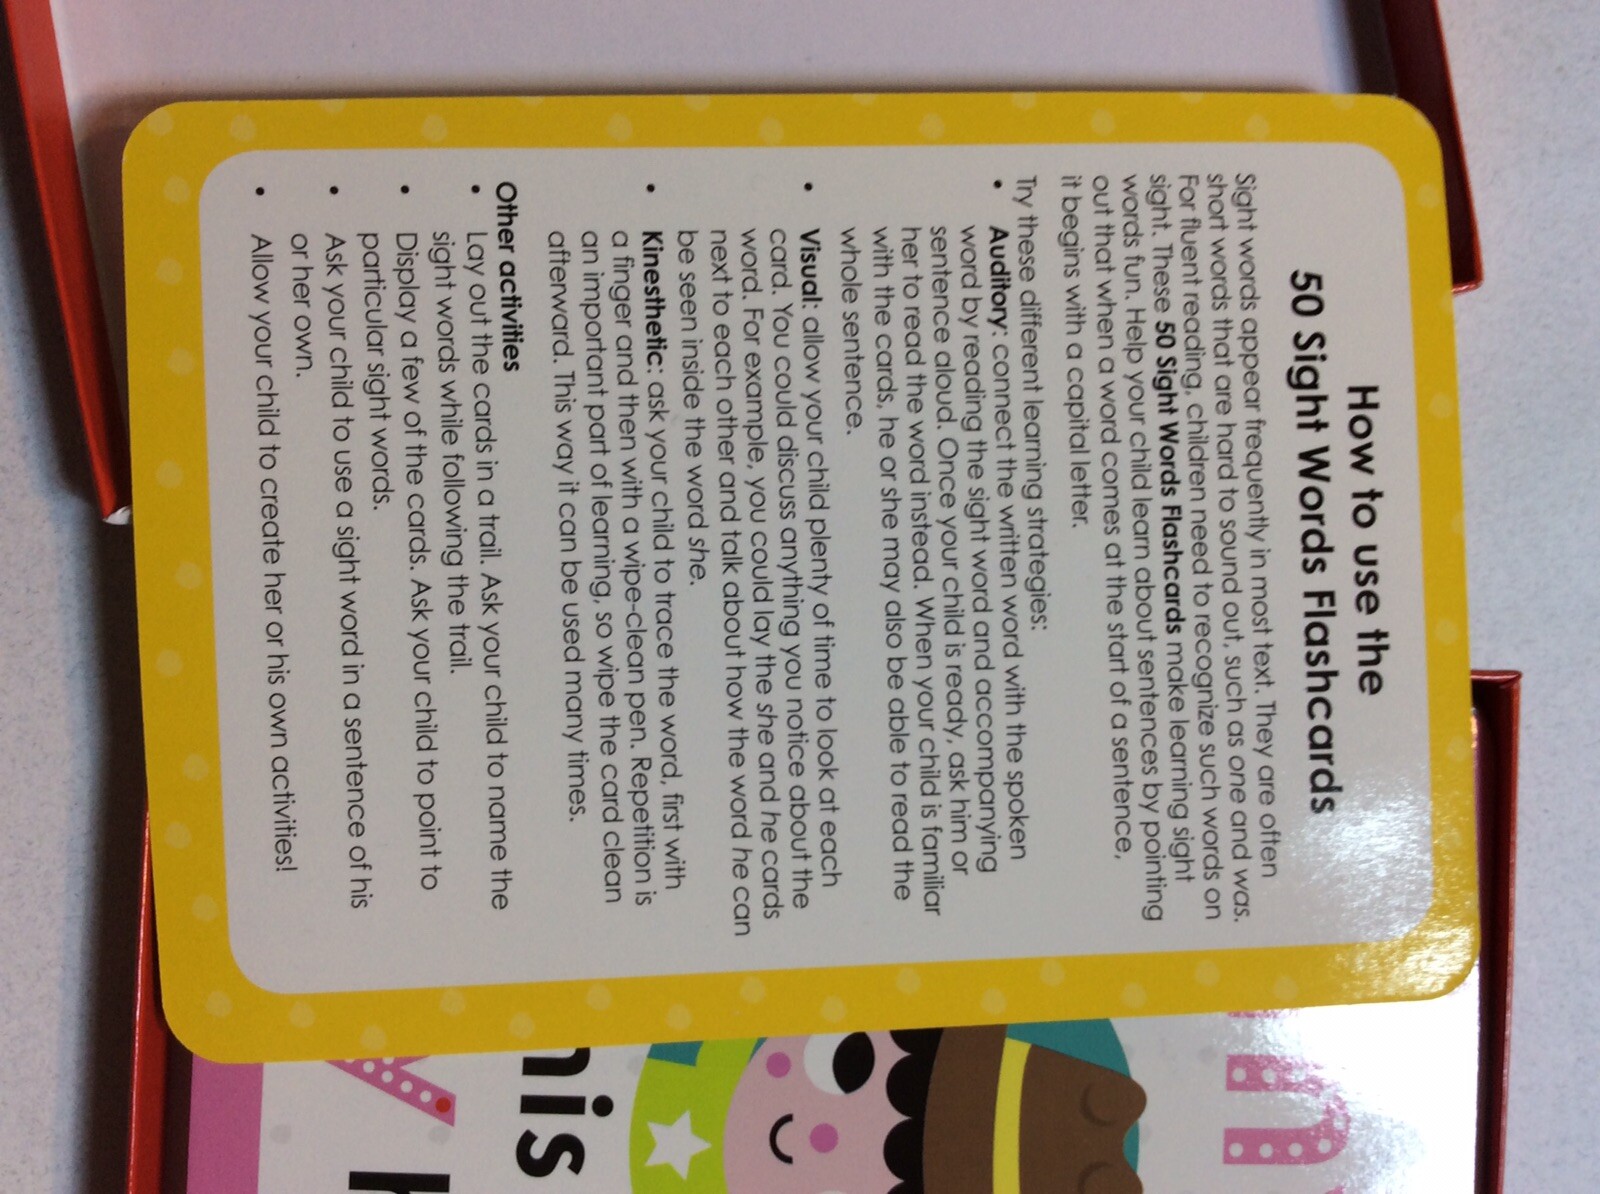 How to use the
50 Sight Words Flashcards
Sight words appear frequently in most text. They are often
short words that are hard to sound out, such as one and was.
For fluent reading, children need to recognize such words on
sight. These 50 Sight Words Flashcards make learning sight
words fun. Help your child learn about sentences by pointing
out that when a word comes at the start of a sentence,
it begins with a capital letter.
Try these different learning strategies:
• Auditory: connect the written word with the spoken
word by reading the sight word and accompanying
sentence aloud. Once your child is ready, ask him or
her to read the word instead. When your child is familiar
with the cards, he or she may also be able to read the
whole sentence.
• Visual: allow your child plenty of time to look at each
card. You could discuss anything you notice about the
word. For example, you could lay the she and he cards
next to each other and talk about how the word he can
be seen inside the word she.
• Kinesthetic: ask your child to trace the word, first with
a finger and then with a wipe-clean pen. Repetition is
an important part of learning, so wipe the card clean
afterward. This way it can be used many times.
Other activities
• Lay out the cards in a trail. Ask your child to name the
sight words while following the trail.
• Display a few of the cards. Ask your child to point to
particular sight words.
• Ask your child to use a sight word in a sentence of his
or her own.
• Allow your child to create her or his own activities!